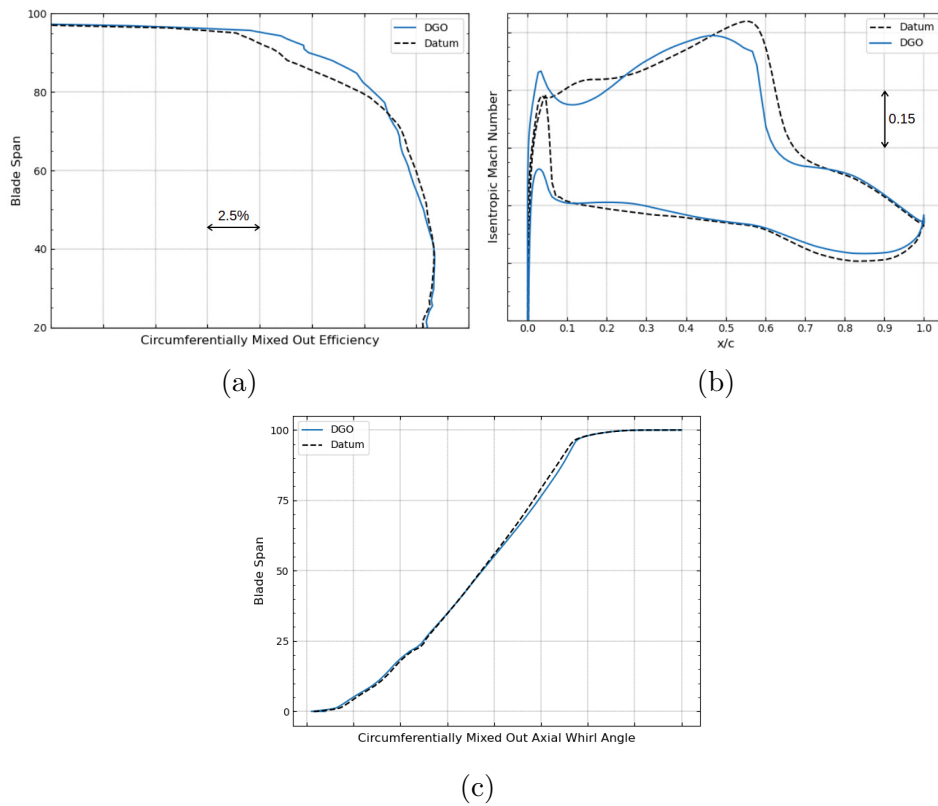 100
80
60
40
20
Blade Span
DGO
Datum
2.5%
Circumferentially Mixed Out Efficiency
(a)
Isentropic Mach Number
Datum
DGO
0.15
0.0 0.1 0.2 0.3 0.4 0.5 0.6 0.7 0.8 0.9 1.0
x/c
(b)
100
75
50
25
0
Blade Span
DGO
Datum
Circumferentially Mixed Out Axial Whirl Angle
(c)